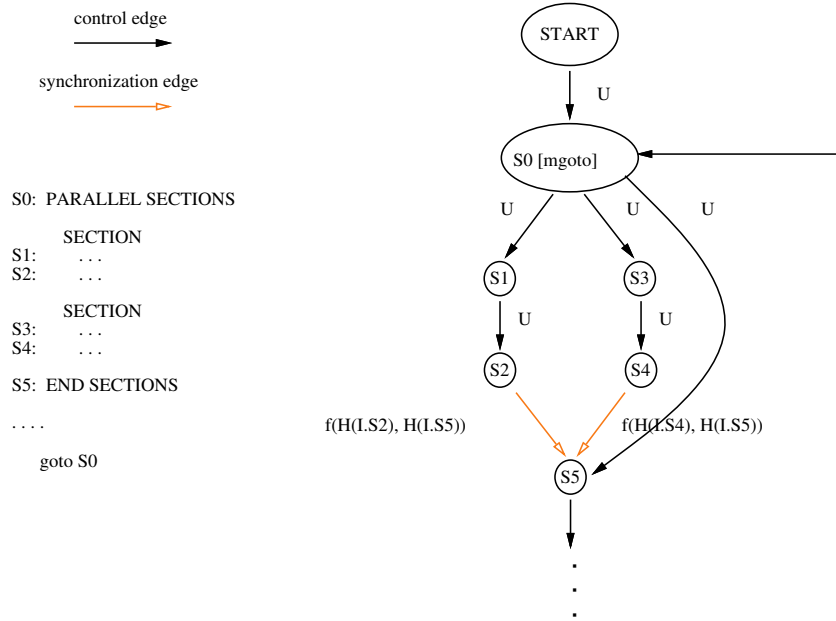 control edge
synchronization edge
S0: PARALLEL SECTIONS
SECTION
S1: . . .
S2: . . .
SECTION
S3: . . .
S4: . . .
S5: END SECTIONS
. . . .
goto S0
START
U
S0 [mgoto]
U U U
S1 S3
U U
S2 S4
f(H(I.S2), H(I.S5)) f(H(I.S4), H(I.S5))
S5